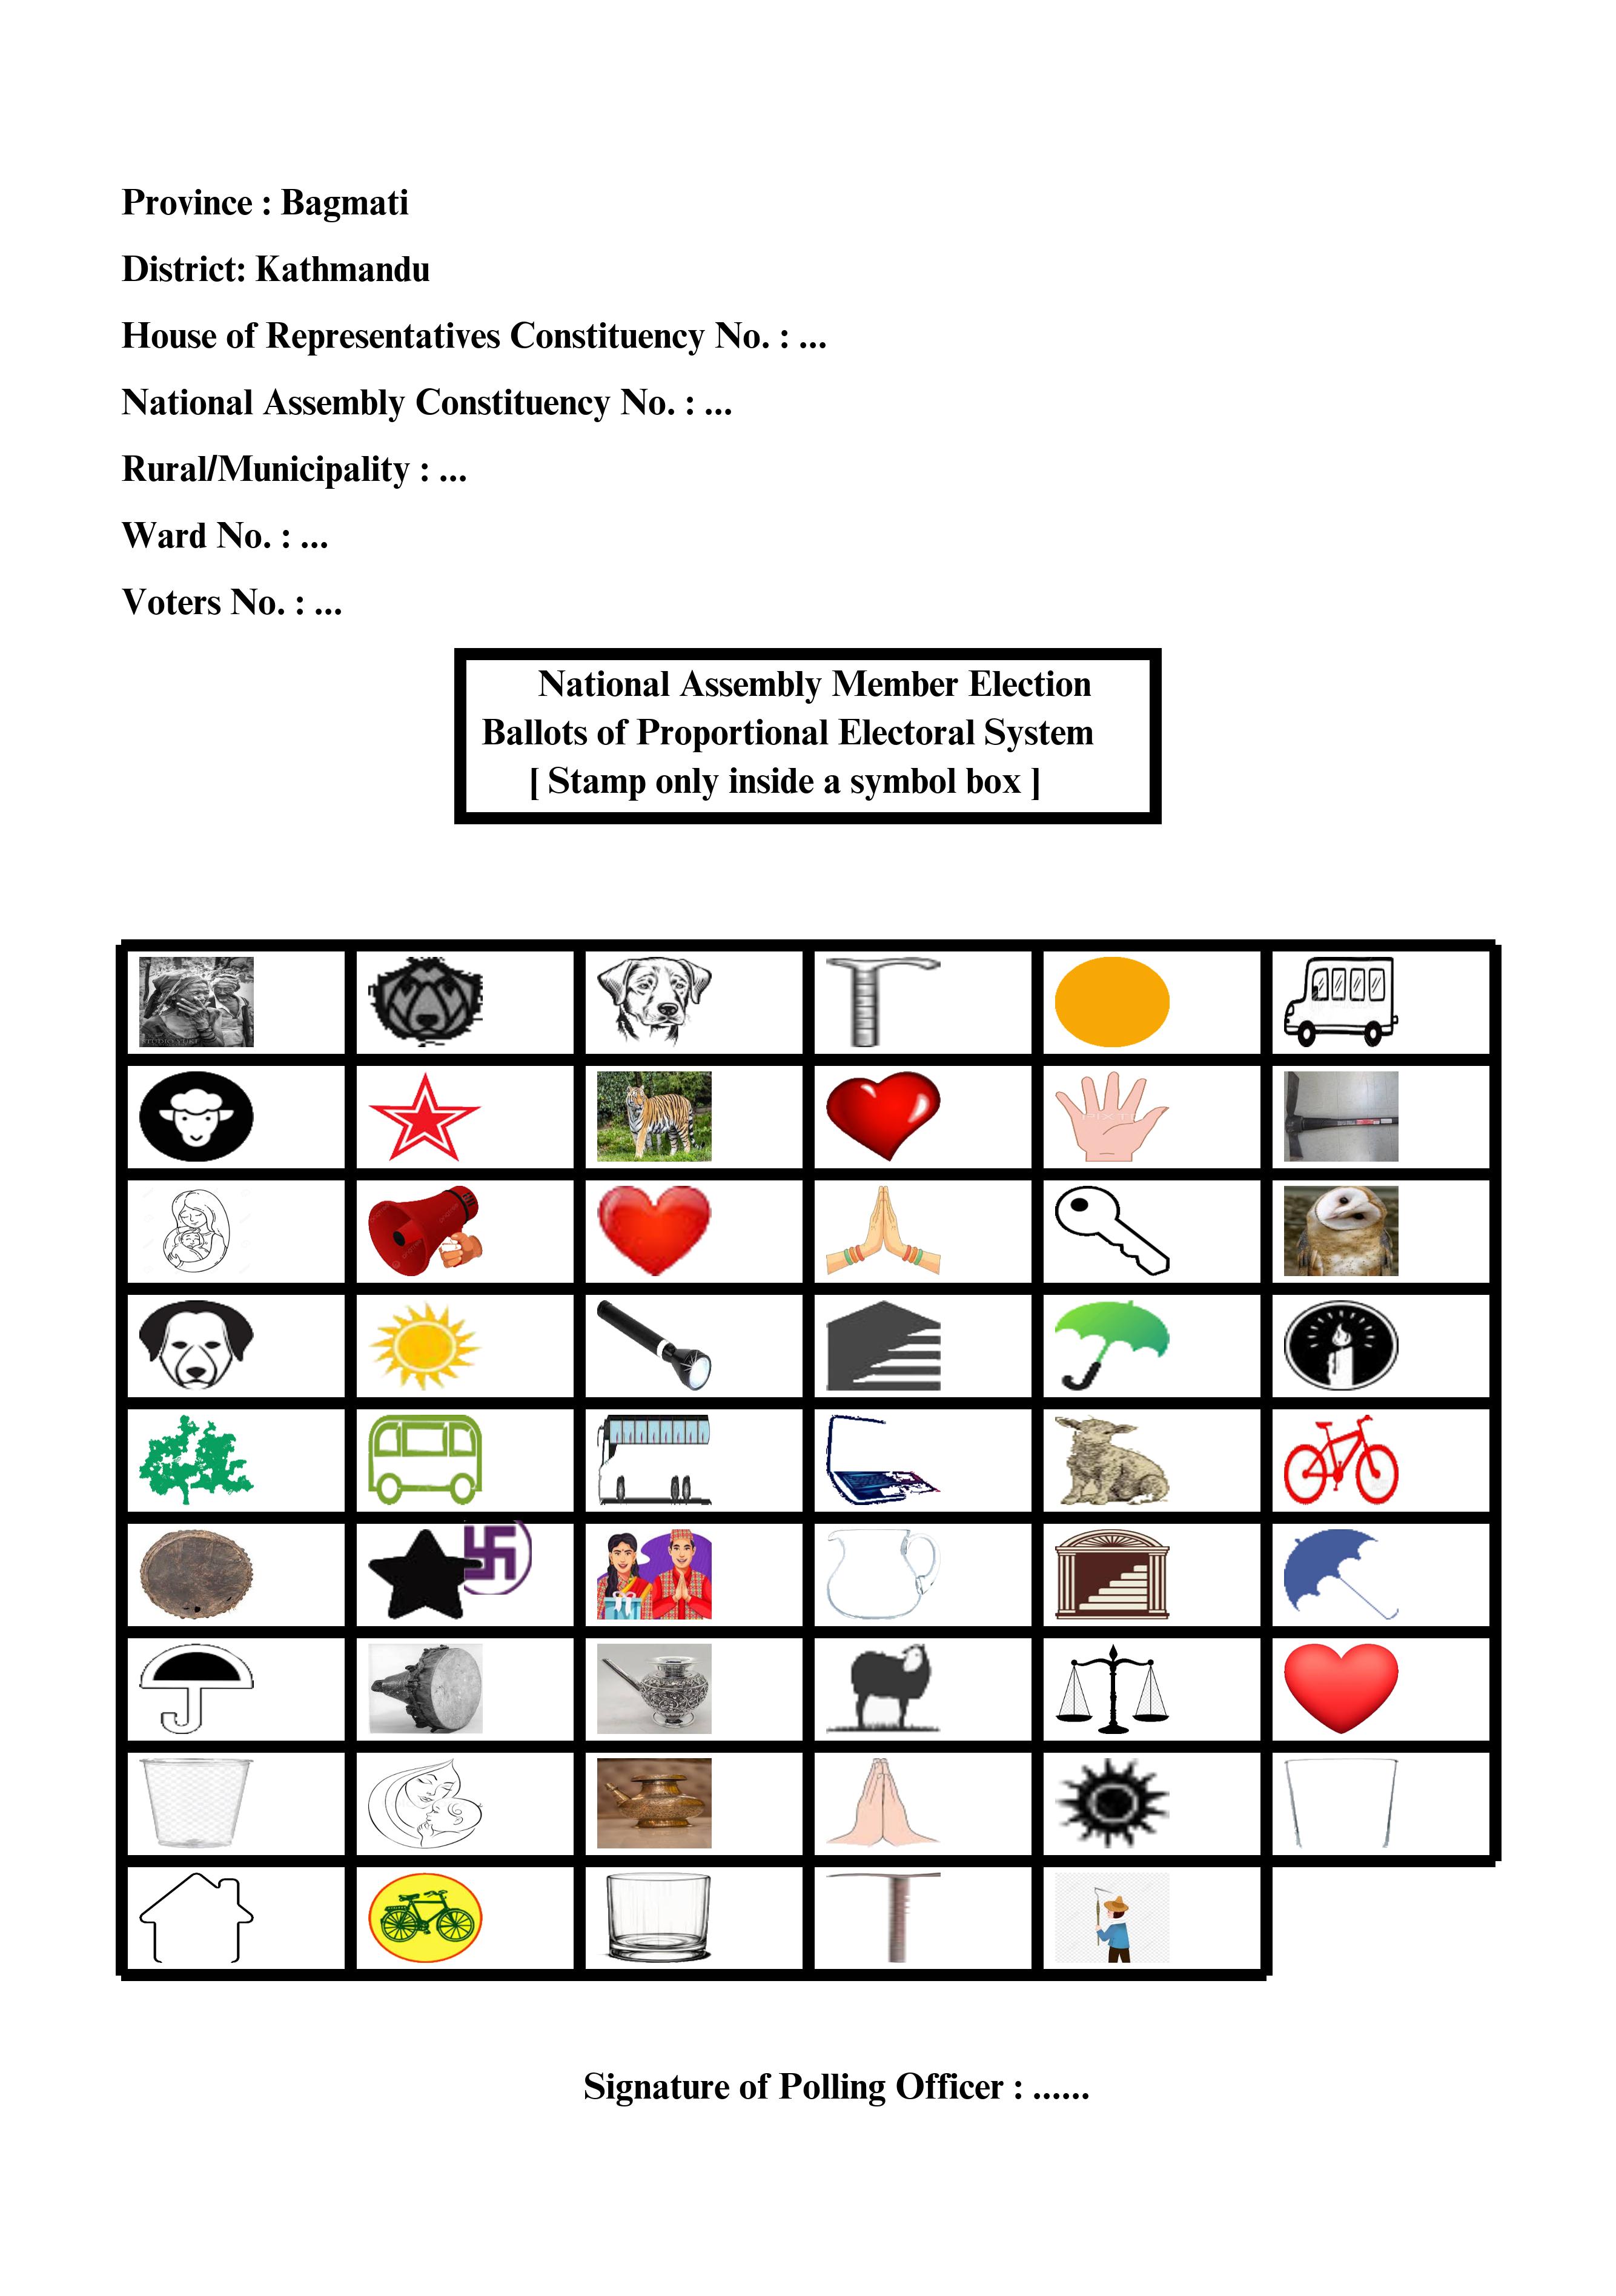 Province : Bagmati
District: Kathmandu
House of Representatives Constituency No. : ...
National Assembly Constituency No. : ...
Rural/Municipality : ...
Ward No. : ...
Voters No. : ...
National Assembly Member Election
Ballots of Proportional Electoral System
[ Stamp only inside a symbol box ]
Signature of Polling Officer : ......